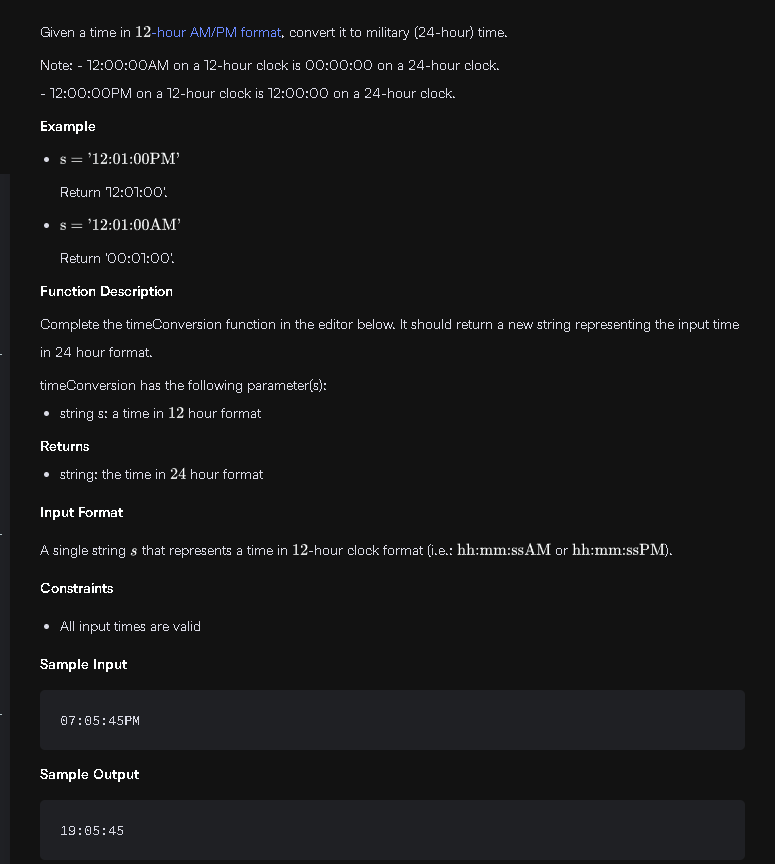 Given a time in 12-hour AM/PM format, convert it to military (24-hour) time.
Note: - 12:00:00AM on a 12-hour clock is 00:00:00 on a 24-hour clock.
- 12:00:00PM on a 12-hour clock is 12:00:00 on a 24-hour clock.
Example
• s = '12:01:00PM'
Return '12:01:00'.
• s = '12:01:00AM'
Return '00:01:00'.
Function Description
Complete the timeConversion function in the editor below. It should return a new string representing the input time
in 24 hour format.
timeConversion has the following parameter(s):
• string s: a time in 12 hour format
Returns
• string: the time in 24 hour format
Input Format
A single string s that represents a time in 12-hour clock format (i.e.: hh:mm:ssAM or hh:mm:ssPM).
Constraints
• All input times are valid
Sample Input
07:05:45PM
Sample Output
19:05:45